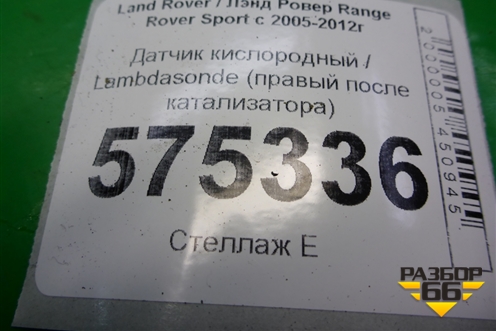 Land Rover / Лэнд Ровер Range
Rover Sport с 2005-2012г
Датчик кислородный /
Lambdasonde (правый после
катализатора)
575336
Стеллаж Е
2000005450945
РАЗБОР
66